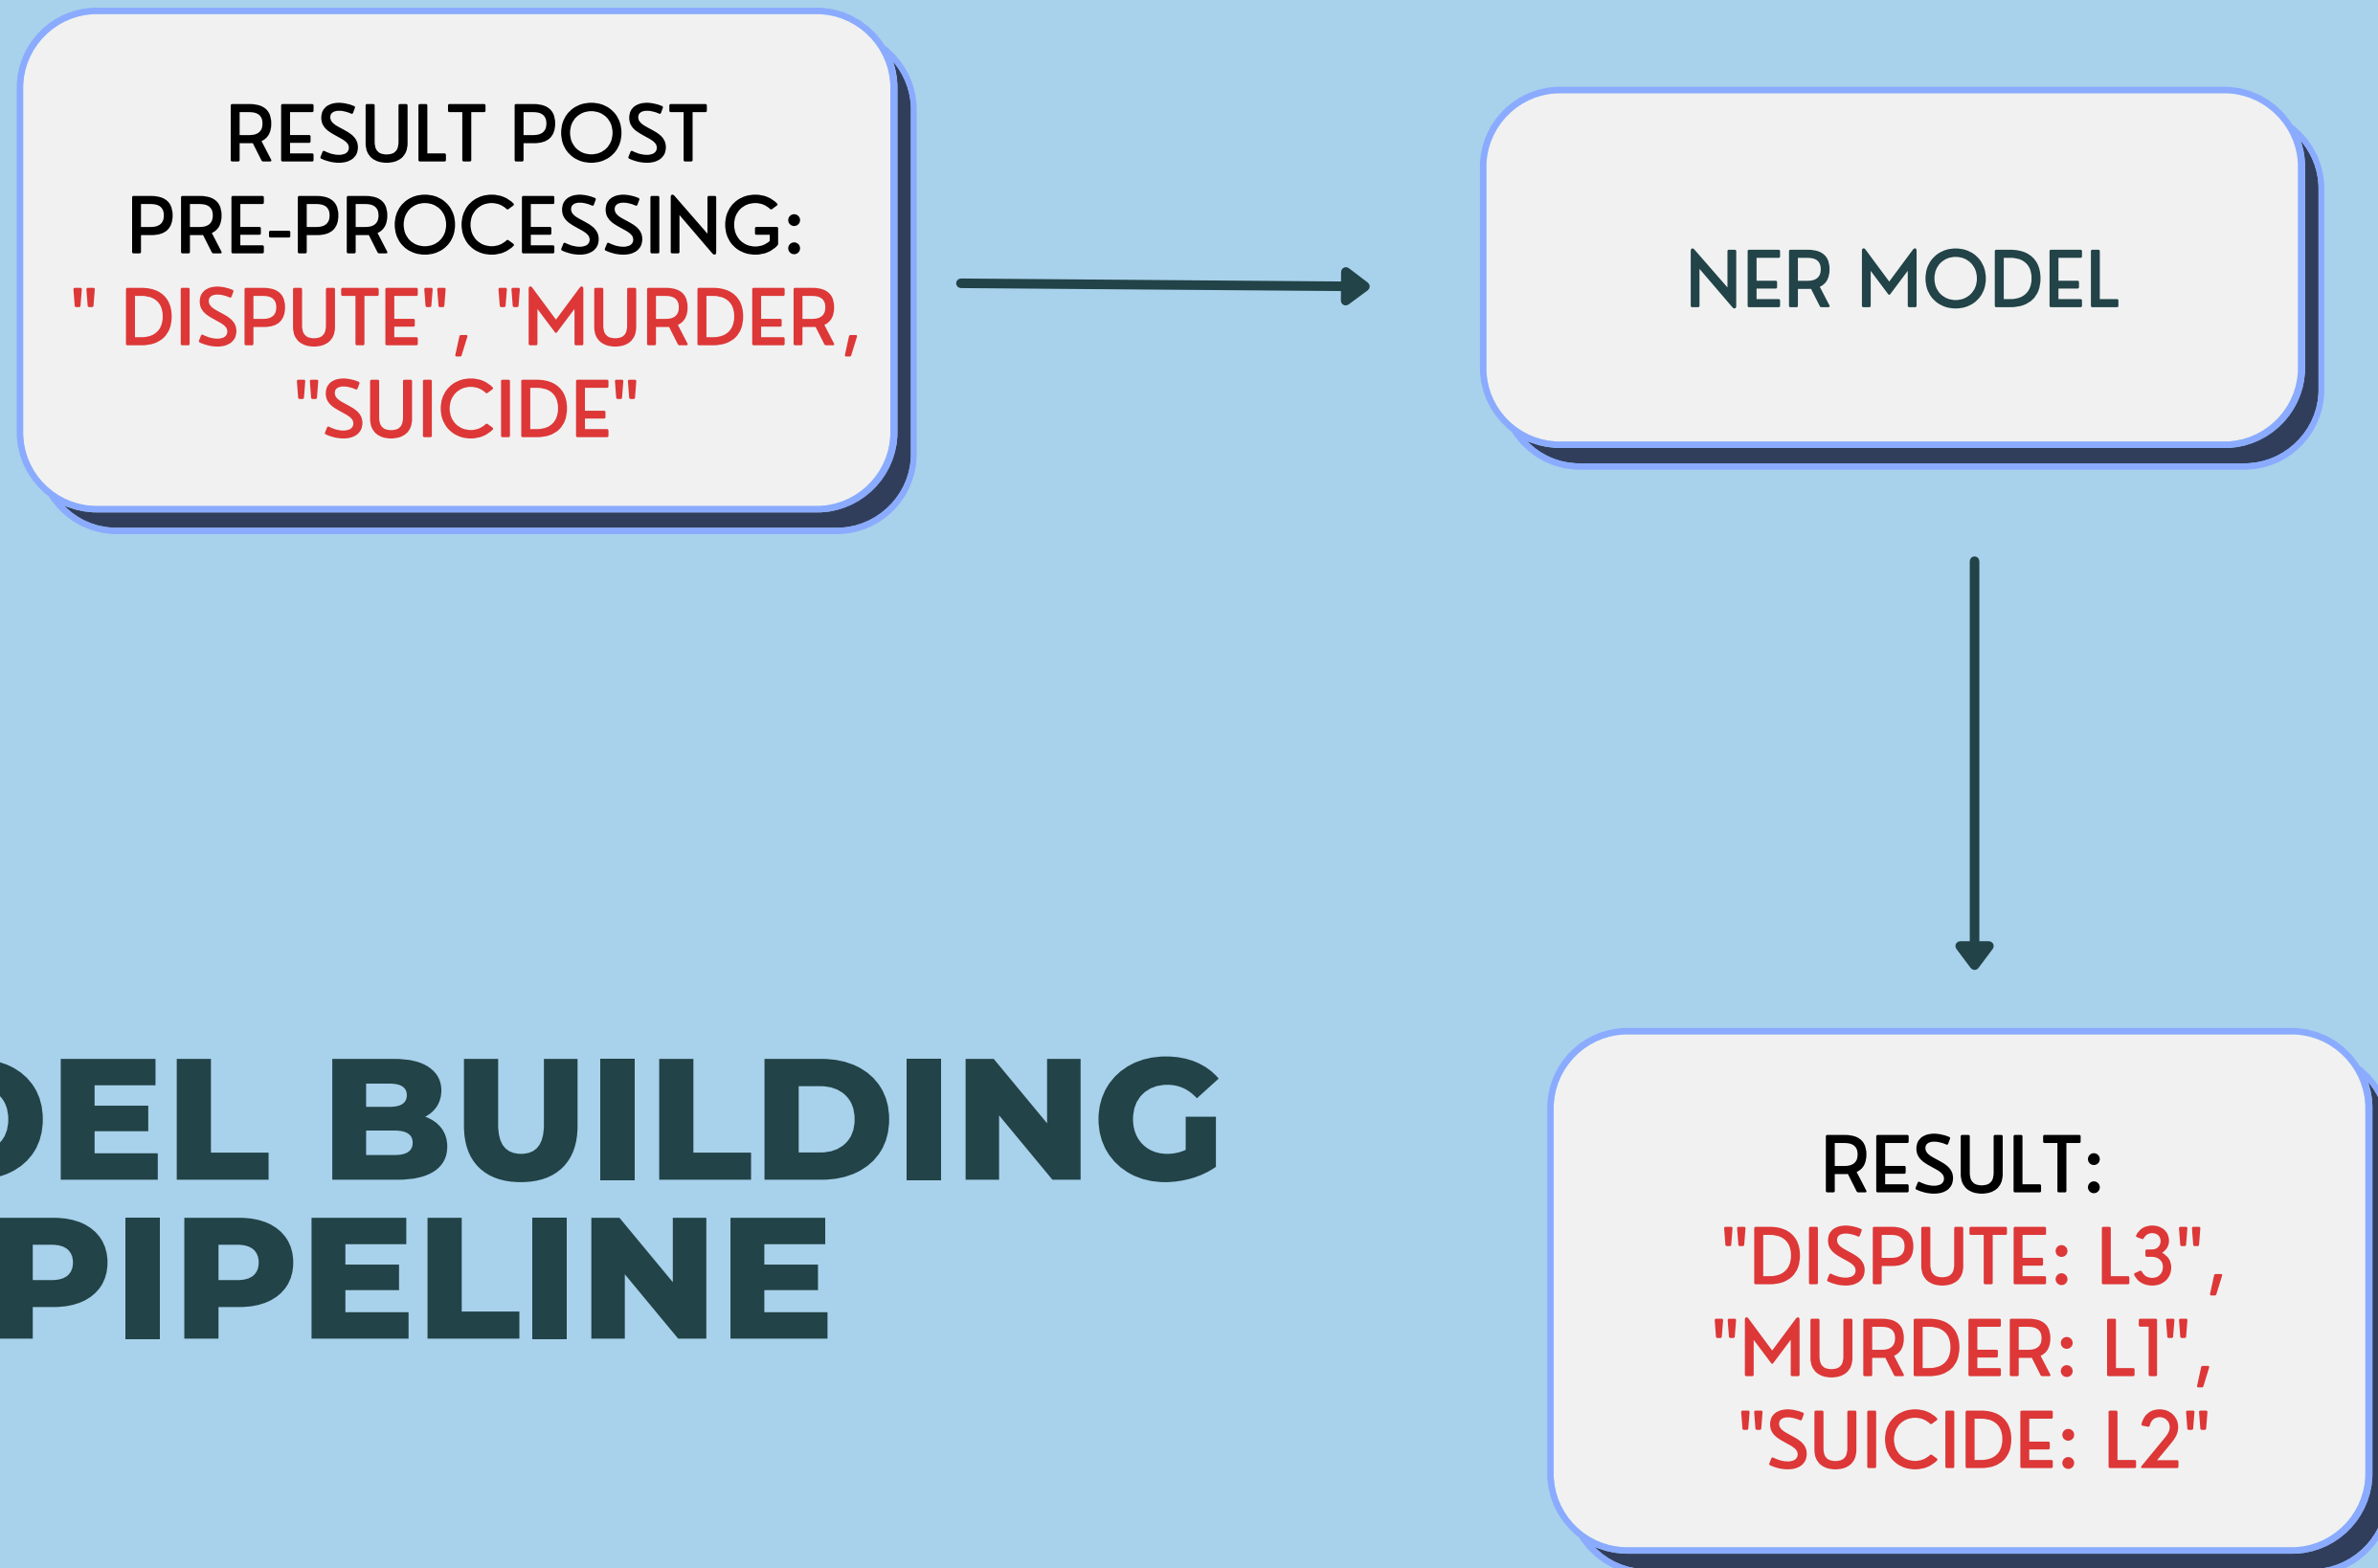 RESULT POST
PRE-PROCESSING:
" DISPUTE", "MURDER,
"SUICIDE"
NER MODEL
DEL BUILDING
PIPELINE
RESULT:
"DISPUTE: L3",
"MURDER: L1",
"SUICIDE: L2"